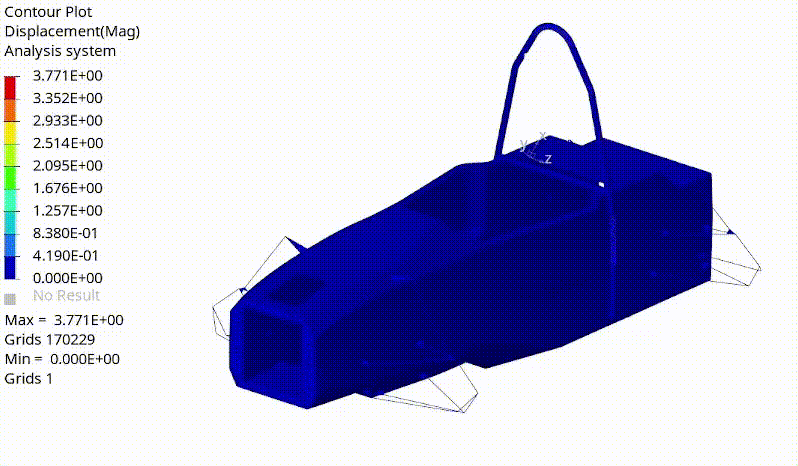 Contour Plot
Displacement(Mag)
Analysis system
3.771E+00
3.352E+00
2.933E+00
2.514E+00
2.095E+00
1.676E+00
1.257E+00
8.380E-01
4.190E-01
0.000E+00
No Result
Max = 3.771E+00
Grids 170229
Min = 0.000E+00
Grids 1
X
Y
Z